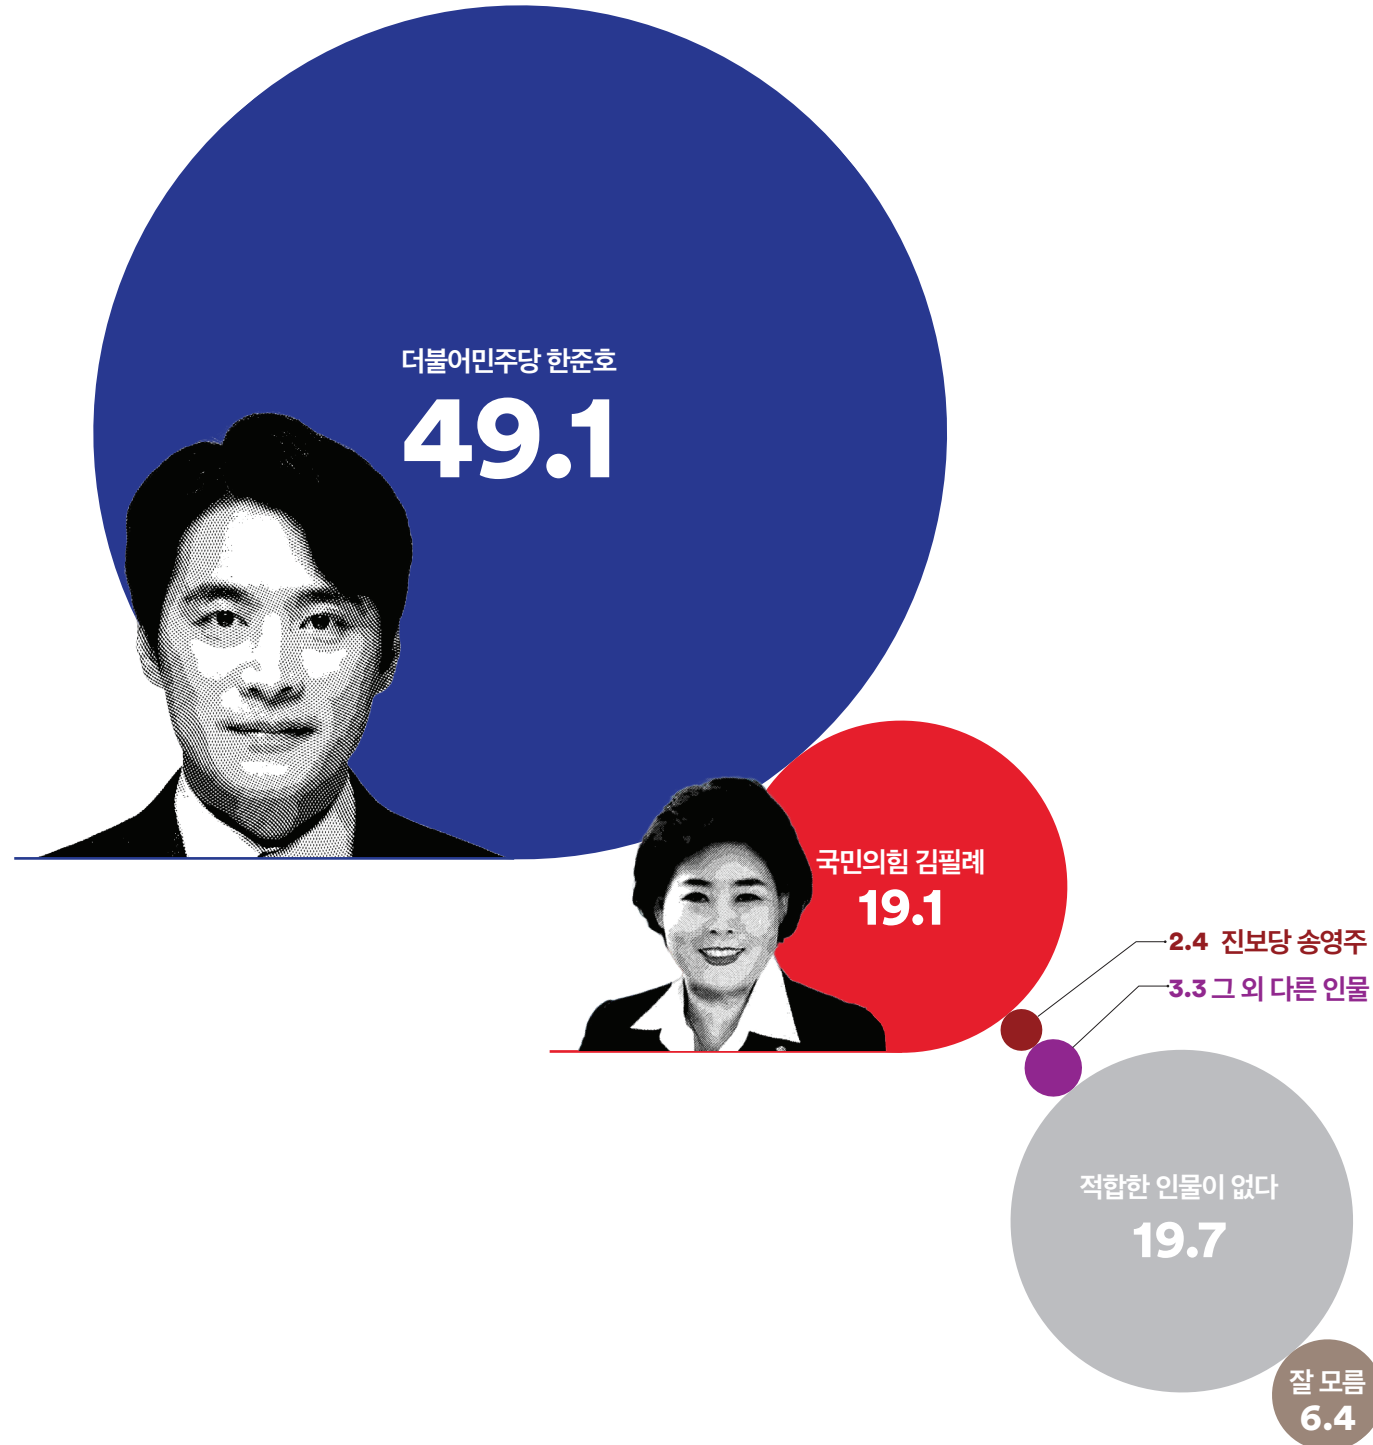 더불어민주당 한준호
49.1
국민의힘 김필례
19.1
2.4 진보당 송영주
3.3 그 외 다른 인물
적합한 인물이 없다
19.7
잘 모름
6.4